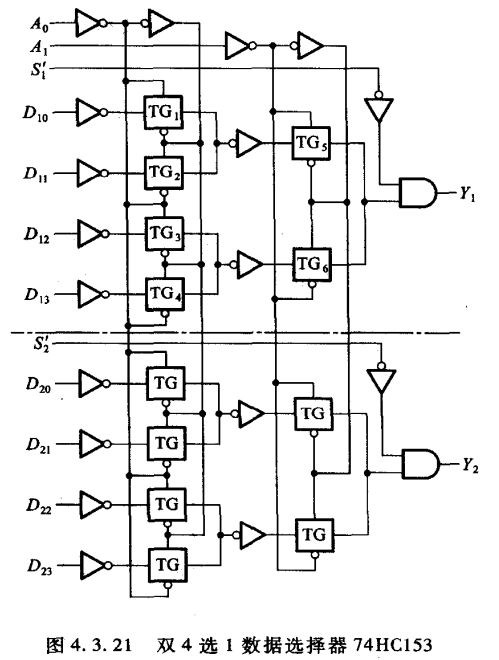 A₀
A₁
S′₁
D₁₀
TG₁
D₁₁
TG₂
TG₅
Y₁
D₁₂
TG₃
D₁₃
TG₄
TG₆
S′₂
D₂₀
TG
D₂₁
TG
TG
Y₂
D₂₂
TG
D₂₃
TG
TG
图 4.3.21 双 4 选 1 数据选择器 74HC153